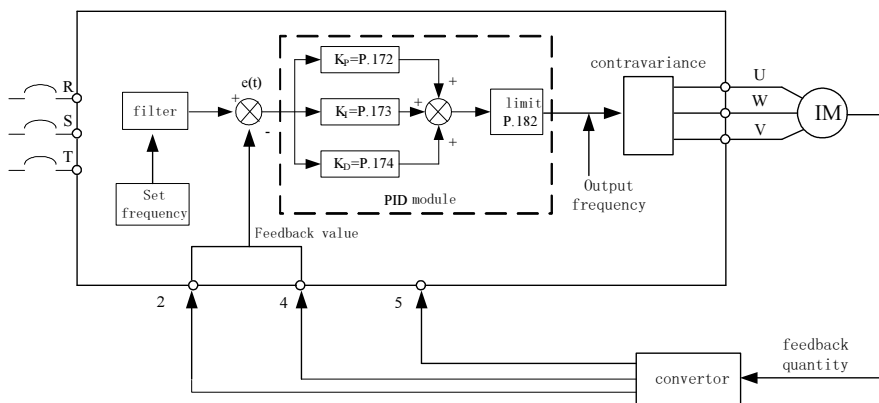 R
S
T
filter
Set
frequency
e(t)
+
-
KP=P.172
KI=P.173
KD=P.174
+
+
+
limit
P.182
PID module
Feedback value
Output
frequency
contravariance
U
W
V
IM
2
4
5
convertor
feedback
quantity